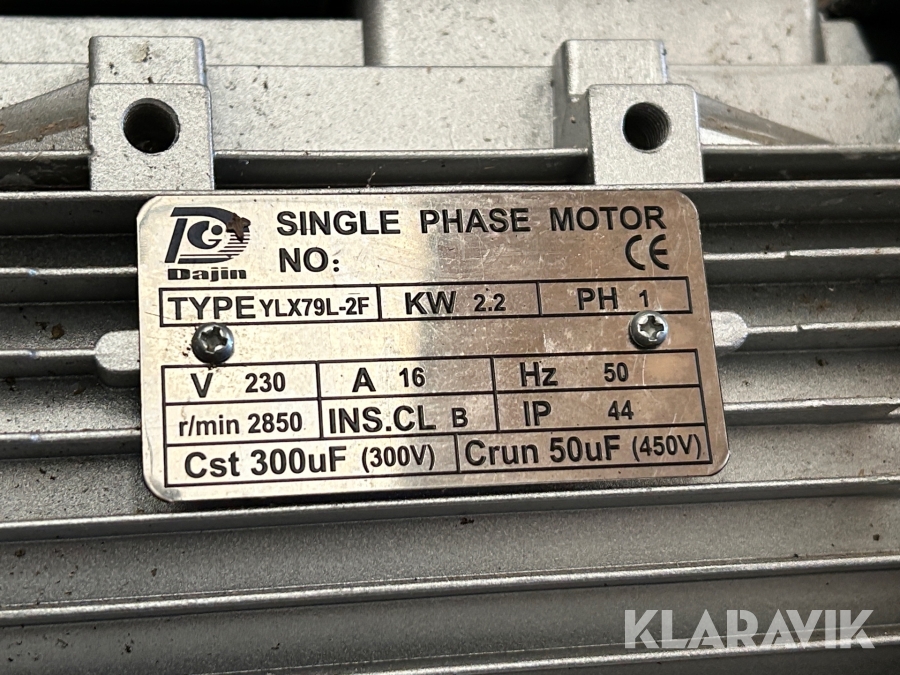 SINGLE PHASE MOTOR
Dajin NO: CE
TYPE YLX79L-2F KW 2.2 PH 1
V 230 A 16 Hz 50
r/min 2850 INS.CL B IP 44
Cst 300uF (300V) Crun 50uF (450V)
KLARAVIK